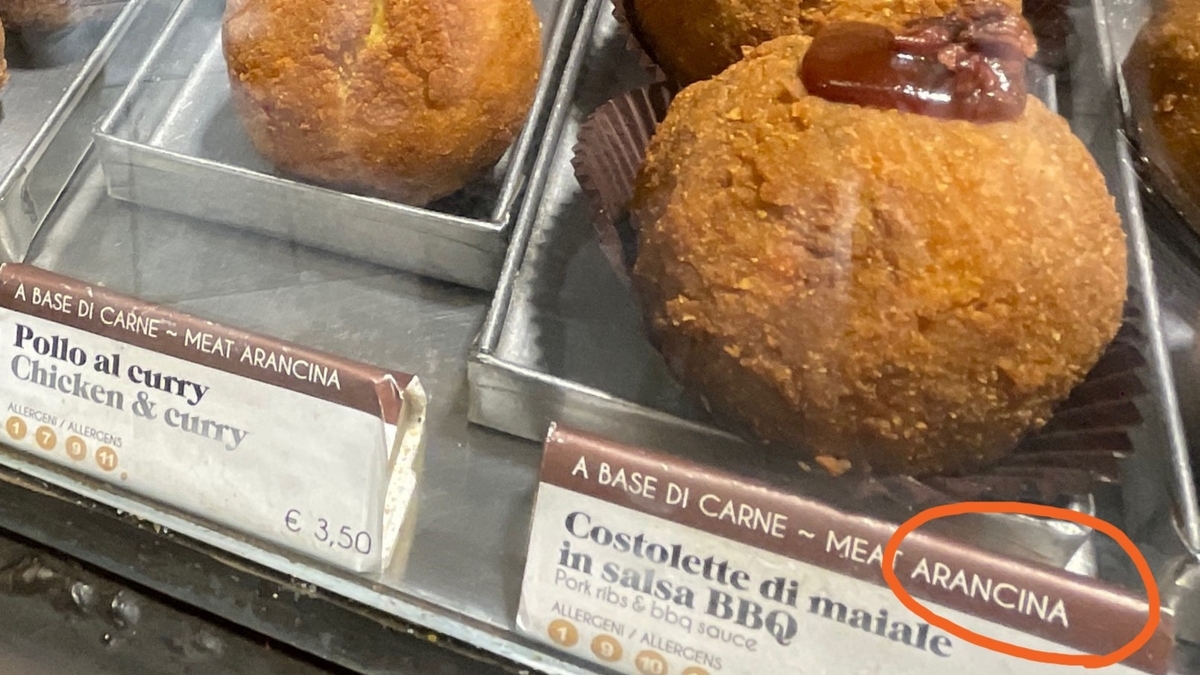 A BASE DI CARNE ~ MEAT ARANCINA
Pollo al curry
Chicken & curry
ALLERGENI / ALLERGENS
1 7 9 11
€ 3,50
A BASE DI CARNE ~ MEAT ARANCINA
Costolette di maiale
in salsa BBQ
Pork ribs & bbq sauce
ALLERGENI / ALLERGENS
1 9 10